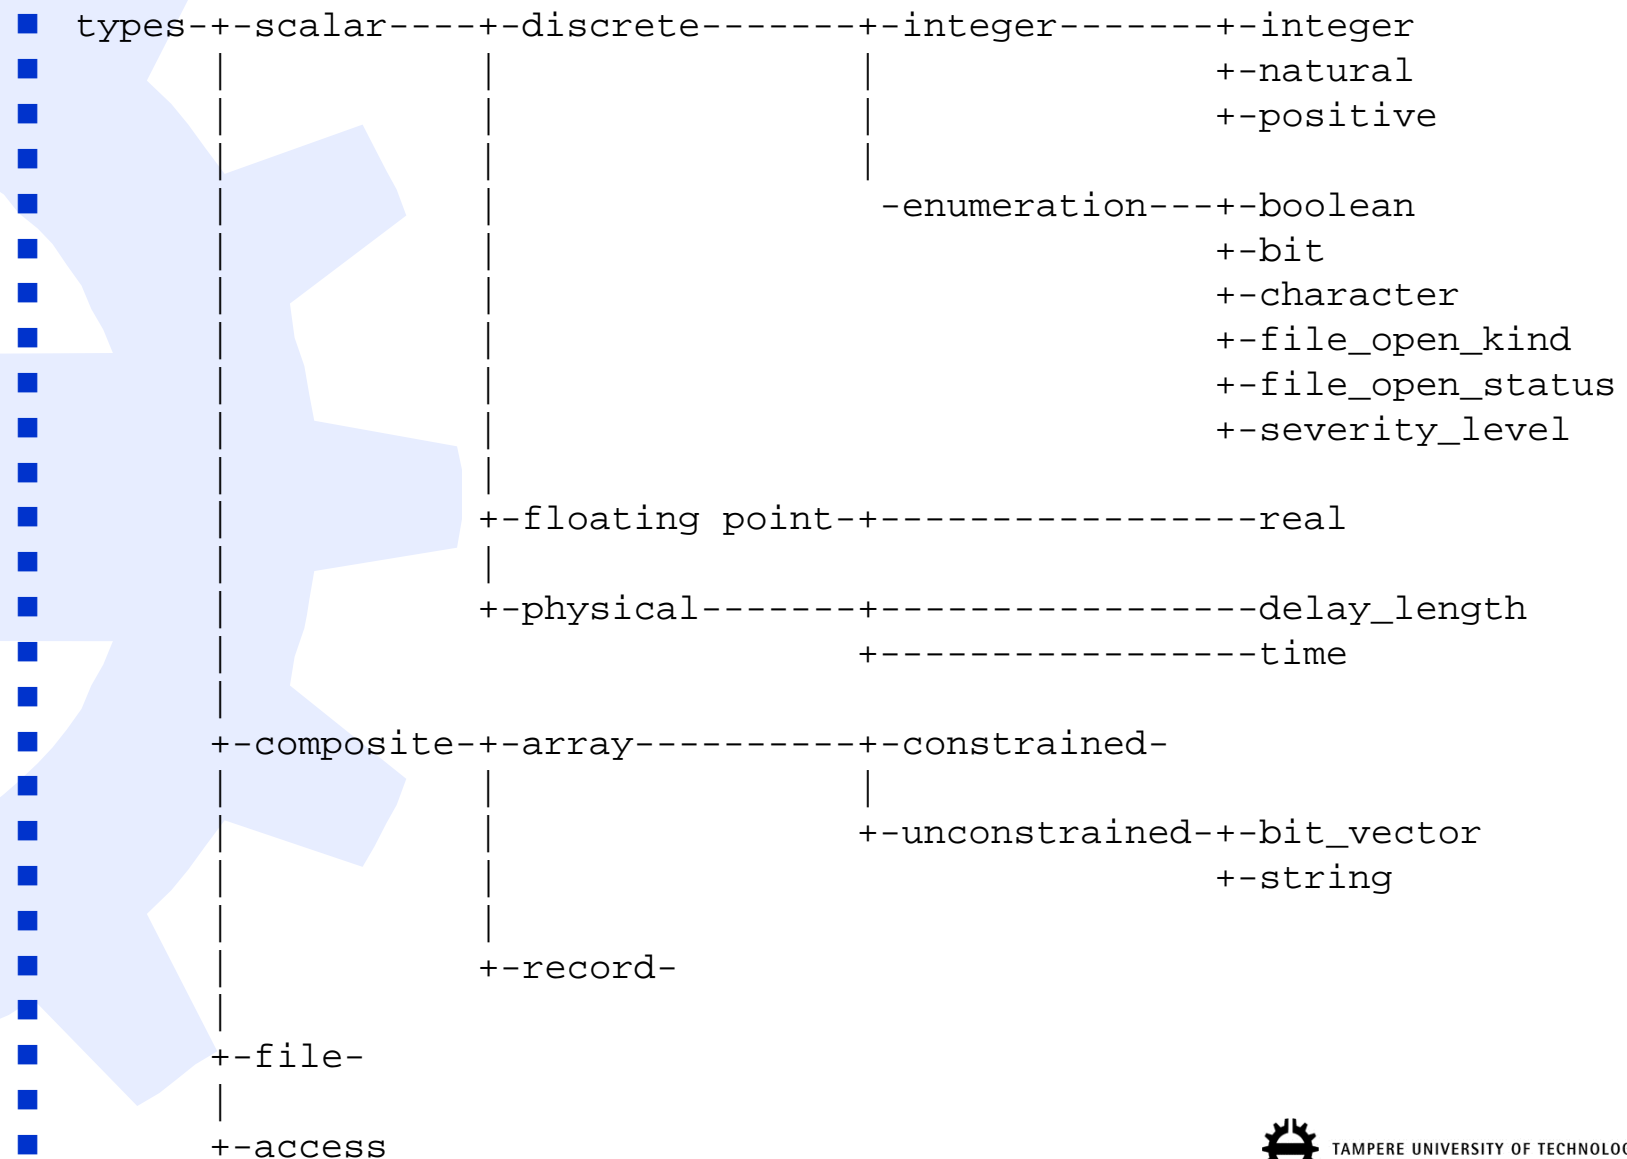 ■ types-+-scalar----+-discrete-------+-integer-------+-integer
■       |           |                |               +-natural
■       |           |                |               +-positive
■       |           |                |
■       |           |                 -enumeration---+-boolean
■       |           |                                +-bit
■       |           |                                +-character
■       |           |                                +-file_open_kind
■       |           |                                +-file_open_status
■       |           |                                +-severity_level
■       |           |
■       |           +-floating point-+-----------------real
■       |           |
■       |           +-physical-------+-----------------delay_length
■       |                            +-----------------time
■       |
■       +-composite-+-array----------+-constrained-
■       |           |                |
■       |           |                +-unconstrained-+-bit_vector
■       |           |                                +-string
■       |           |
■       |           +-record-
■       |
■       +-file-
■       |
■       +-access
TAMPERE UNIVERSITY OF TECHNOLO